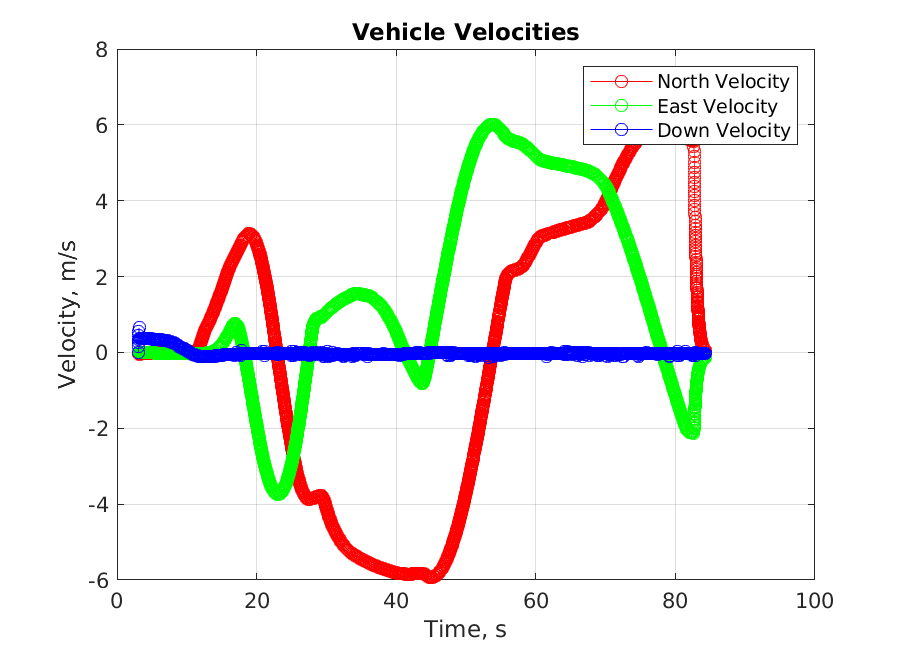 Vehicle Velocities
North Velocity
East Velocity
Down Velocity
Velocity, m/s
8
6
4
2
0
-2
-4
-6
0 20 40 60 80 100
Time, s